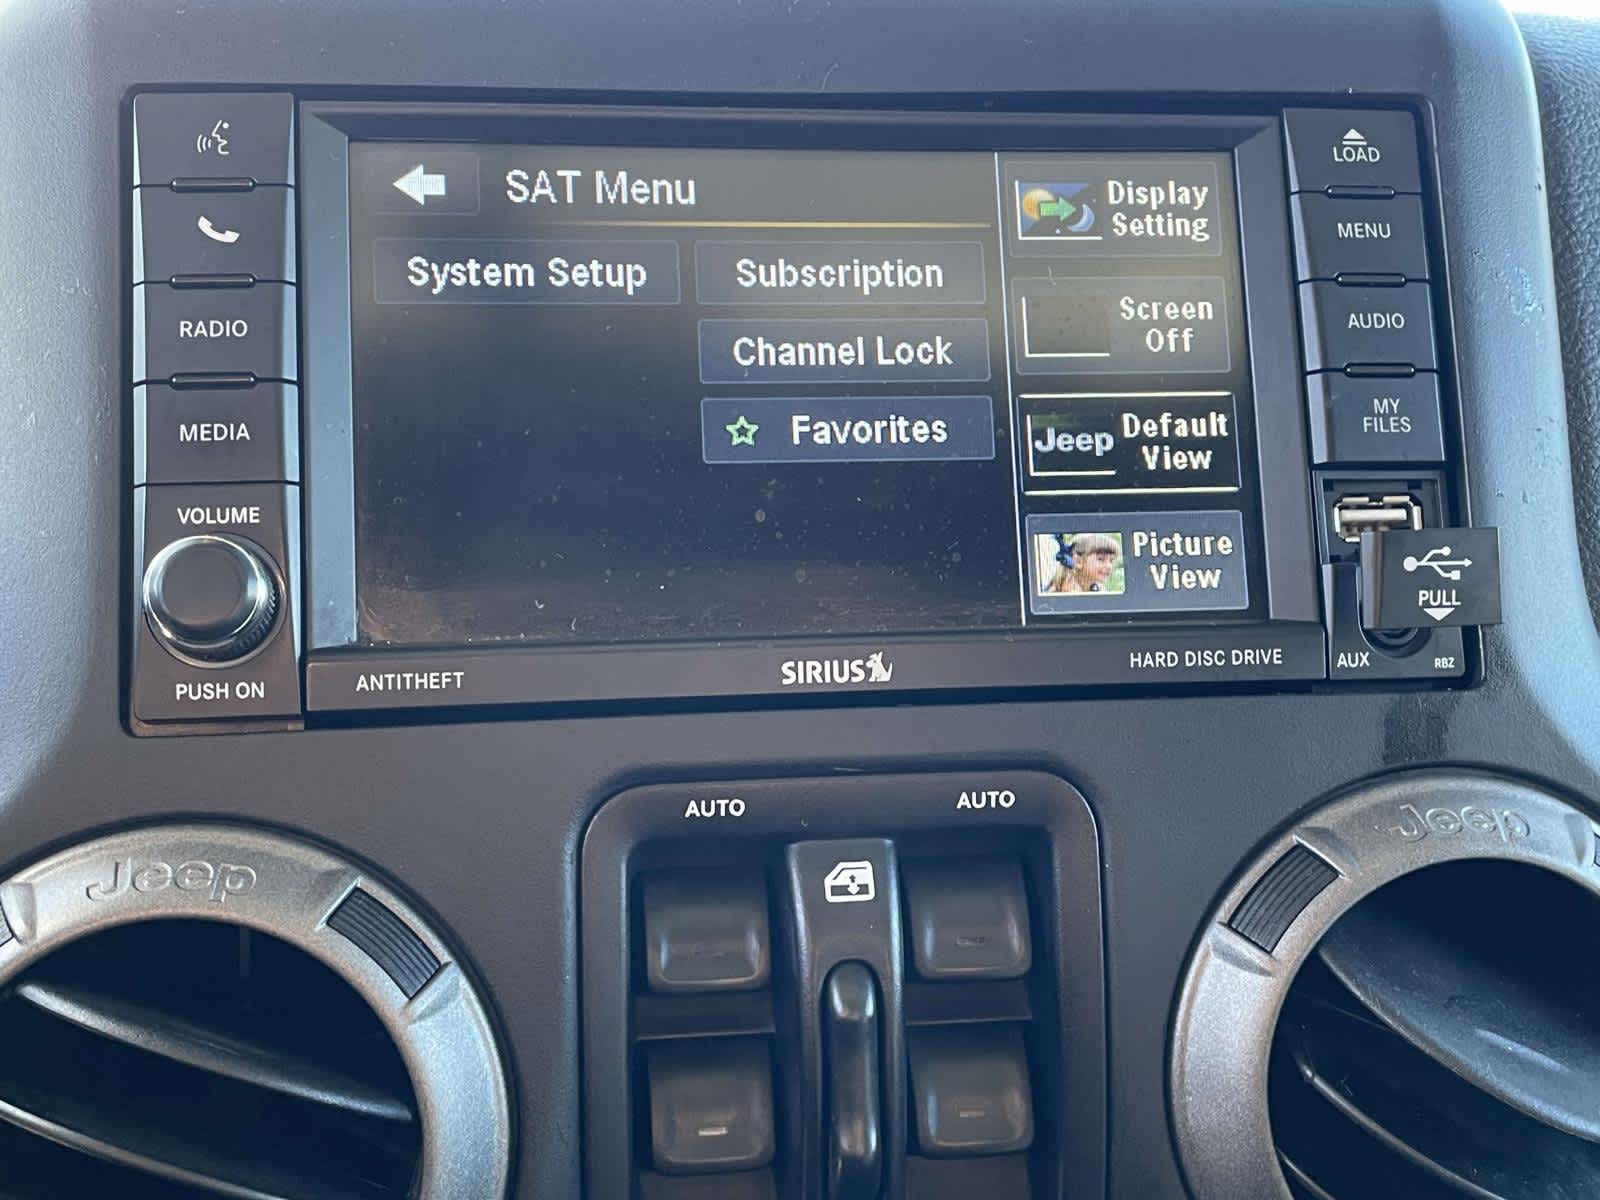 LOAD
MENU
AUDIO
MY
FILES
RADIO
MEDIA
VOLUME
PUSH ON
SAT Menu
System Setup
Subscription
Channel Lock
Favorites
Display
Setting
Screen
Off
Jeep
Default
View
Picture
View
PULL
AUX
RBZ
ANTITHEFT
SIRIUS
HARD DISC DRIVE
AUTO
AUTO
Jeep
Jeep